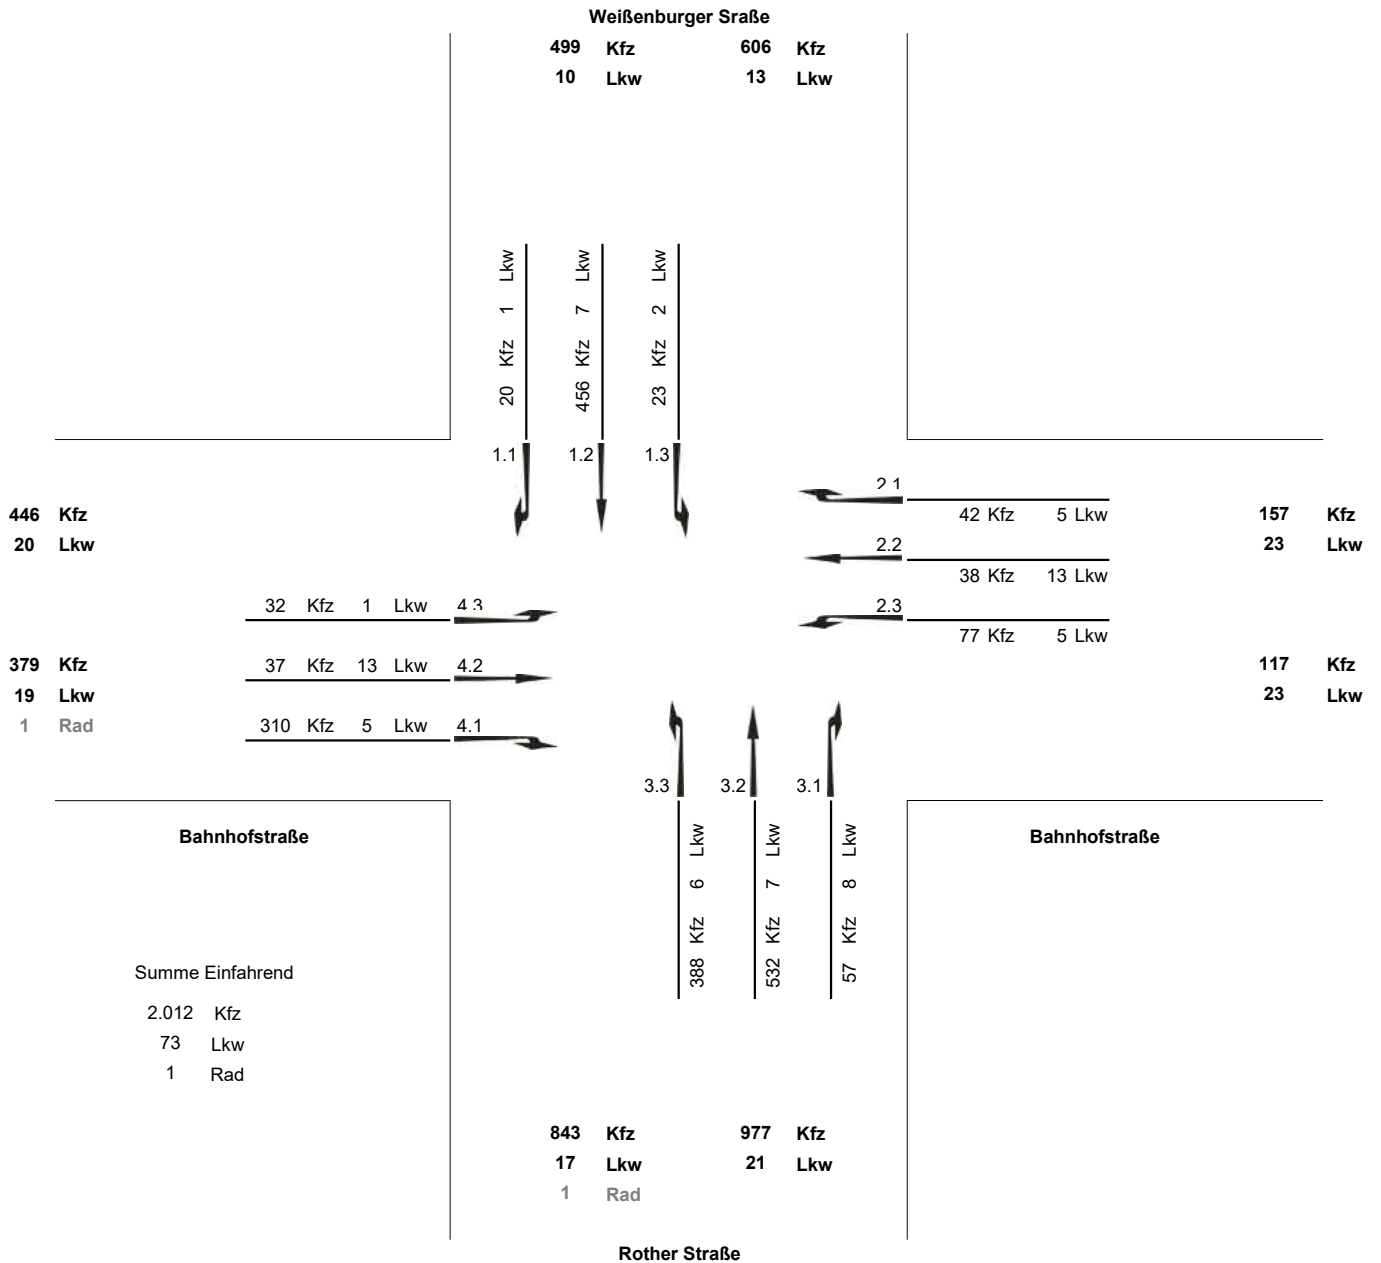 Weißenburger Sraße
499 Kfz 606 Kfz
10 Lkw 13 Lkw
20 Kfz 1 Lkw
456 Kfz 7 Lkw
23 Kfz 2 Lkw
1.1 1.2 1.3
2.1
42 Kfz 5 Lkw
2.2
38 Kfz 13 Lkw
2.3
77 Kfz 5 Lkw
446 Kfz
20 Lkw
157 Kfz
23 Lkw
32 Kfz 1 Lkw 4.3
37 Kfz 13 Lkw 4.2
310 Kfz 5 Lkw 4.1
379 Kfz
19 Lkw
1 Rad
117 Kfz
23 Lkw
3.3 3.2 3.1
388 Kfz 6 Lkw
532 Kfz 7 Lkw
57 Kfz 8 Lkw
Bahnhofstraße
Bahnhofstraße
Summe Einfahrend
2.012 Kfz
73 Lkw
1 Rad
843 Kfz 977 Kfz
17 Lkw 21 Lkw
1 Rad
Rother Straße